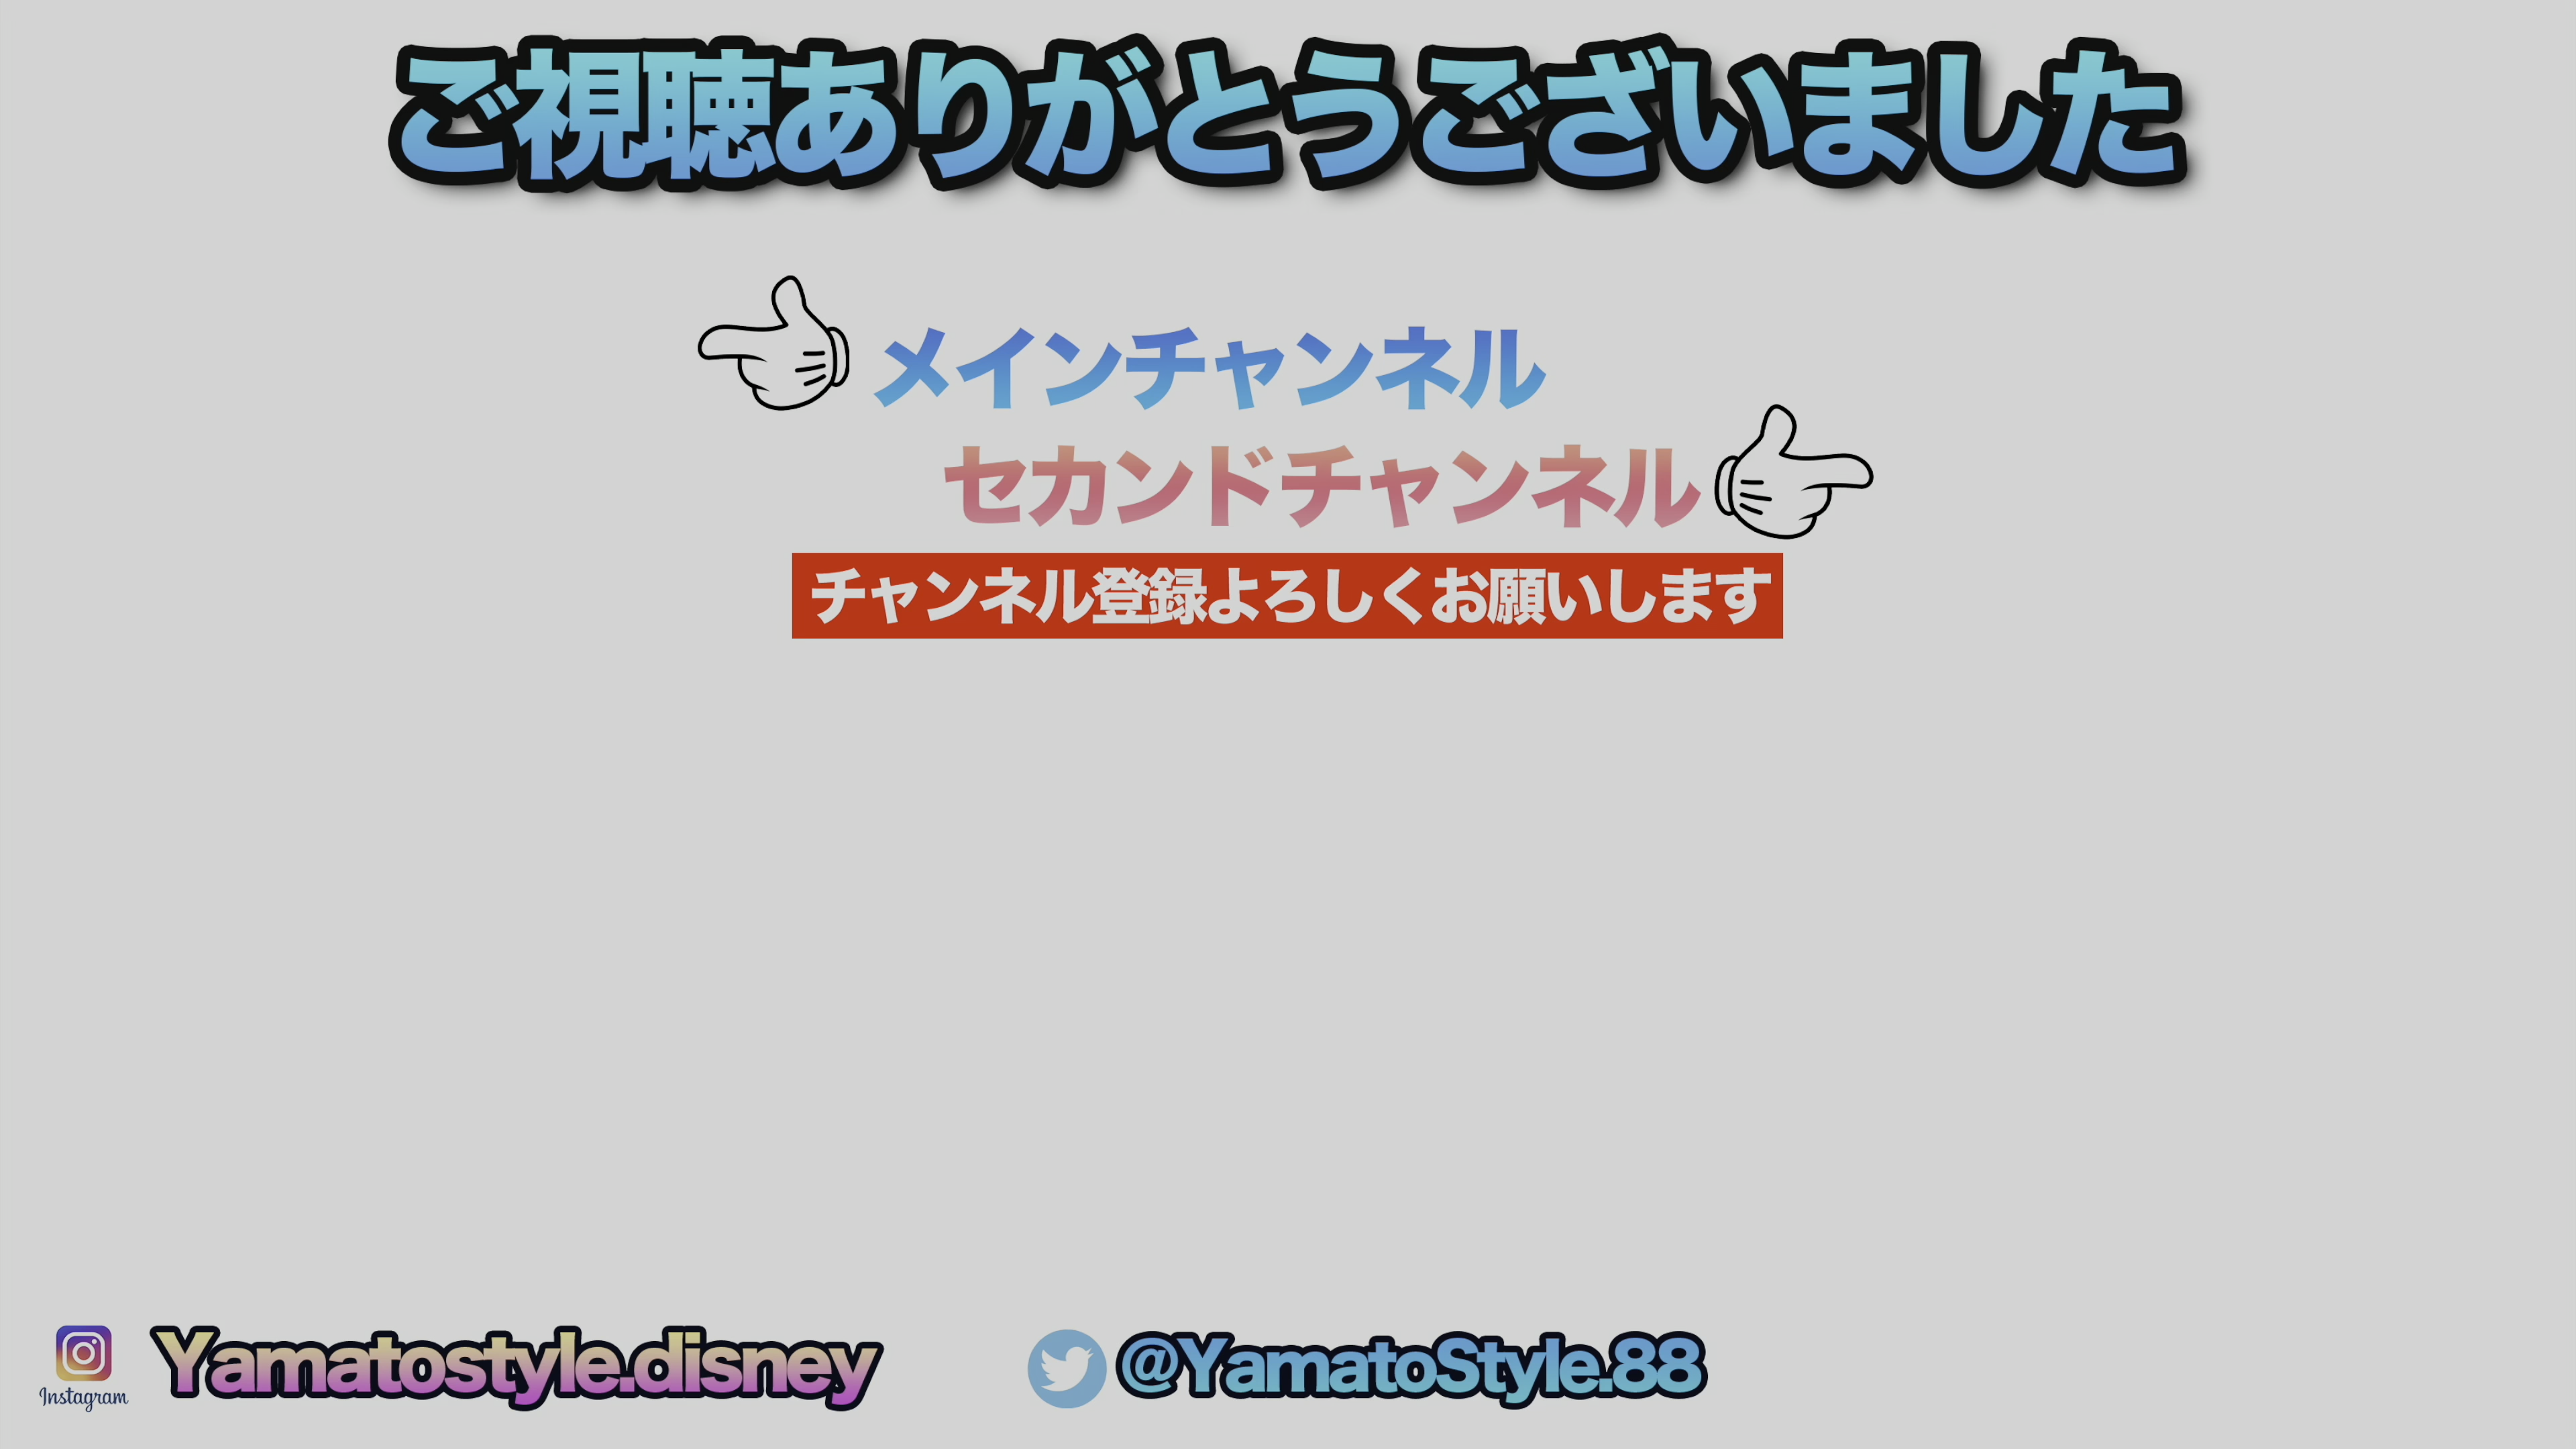 ご視聴ありがとうございました
メインチャンネル
セカンドチャンネル
チャンネル登録よろしくお願いします
Instagram
Yamatostyle.disney
@YamatoStyle.88